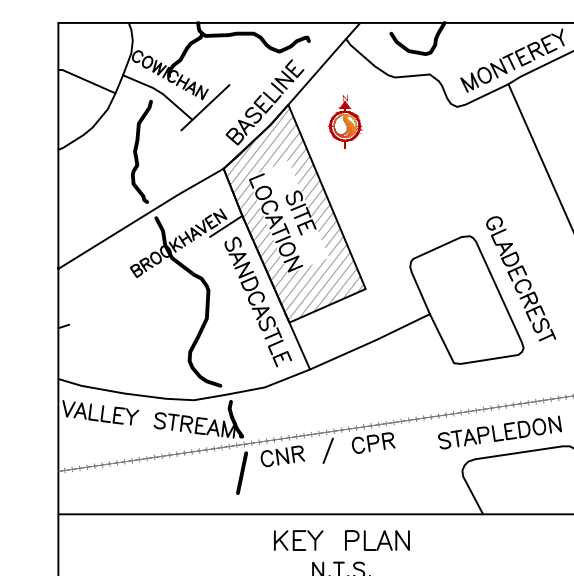 COWICHAN
BASELINE
MONTEREY
N
SITE
LOCATION
BROOKHAVEN
SANDCASTLE
GLADECREST
VALLEY STREAM
CNR / CPR
STAPLEDON
KEY PLAN
N.T.S.